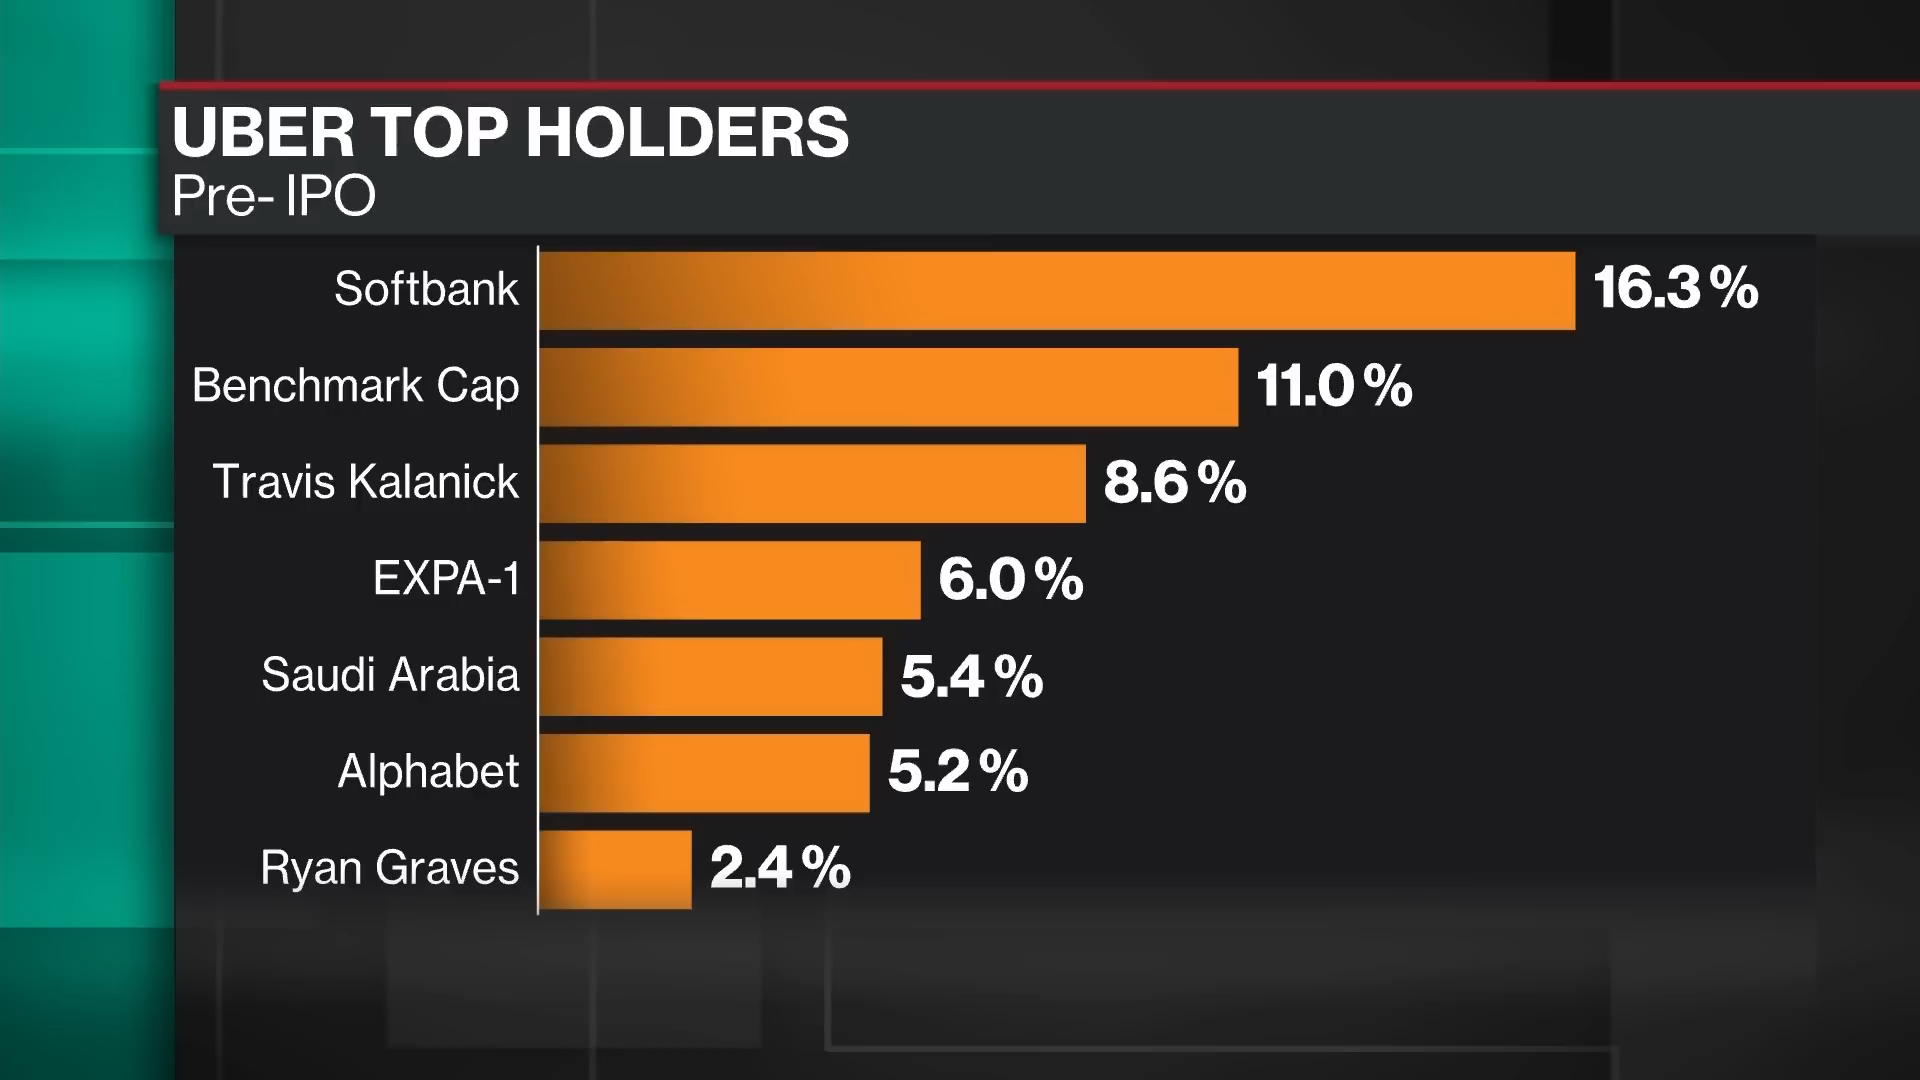 UBER TOP HOLDERS
Pre- IPO
Softbank 16.3%
Benchmark Cap 11.0%
Travis Kalanick 8.6%
EXPA-1 6.0%
Saudi Arabia 5.4%
Alphabet 5.2%
Ryan Graves 2.4%